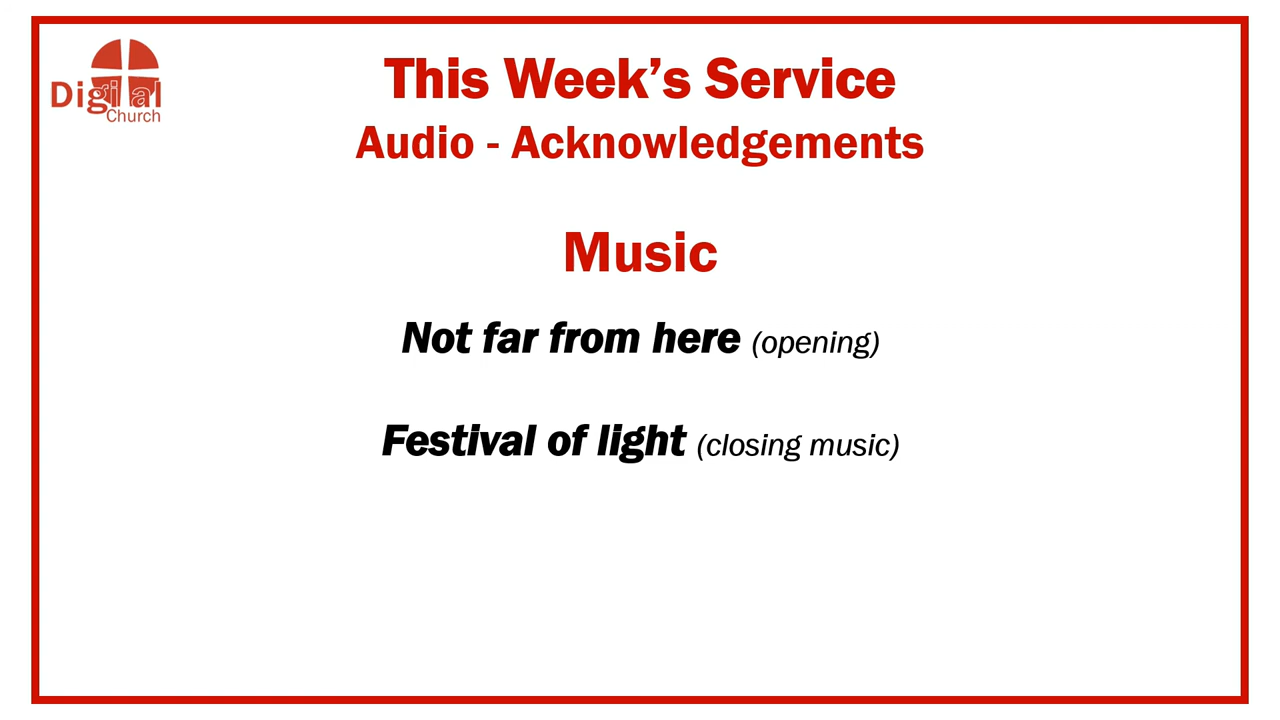 Digital
Church
This Week’s Service
Audio - Acknowledgements
Music
Not far from here (opening)
Festival of light (closing music)